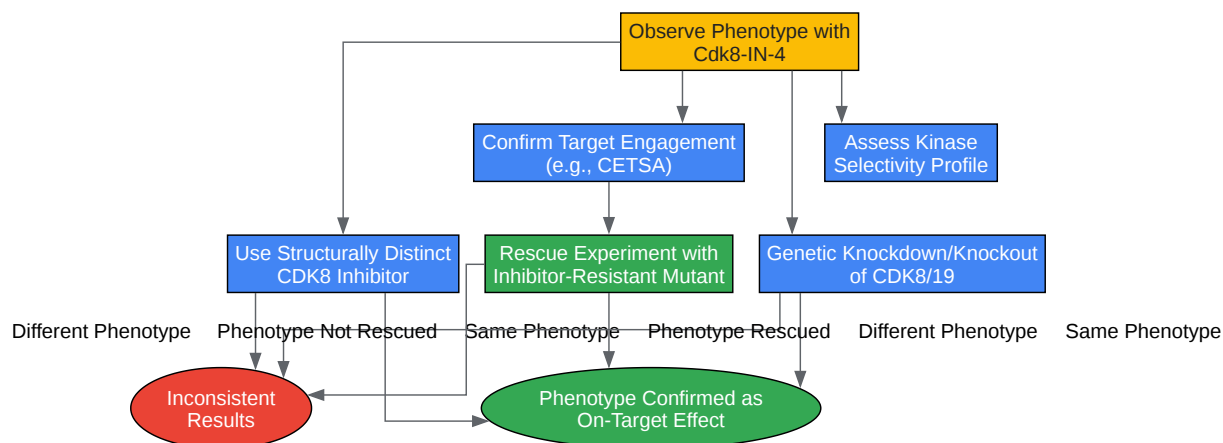 Observe Phenotype with
Cdk8-IN-4
Confirm Target Engagement
(e.g., CETSA)
Assess Kinase
Selectivity Profile
Use Structurally Distinct
CDK8 Inhibitor
Rescue Experiment with
Inhibitor-Resistant Mutant
Genetic Knockdown/Knockout
of CDK8/19
Different Phenotype
Phenotype Not Rescued
Same Phenotype
Phenotype Rescued
Different Phenotype
Same Phenotype
Inconsistent
Results
Phenotype Confirmed as
On-Target Effect